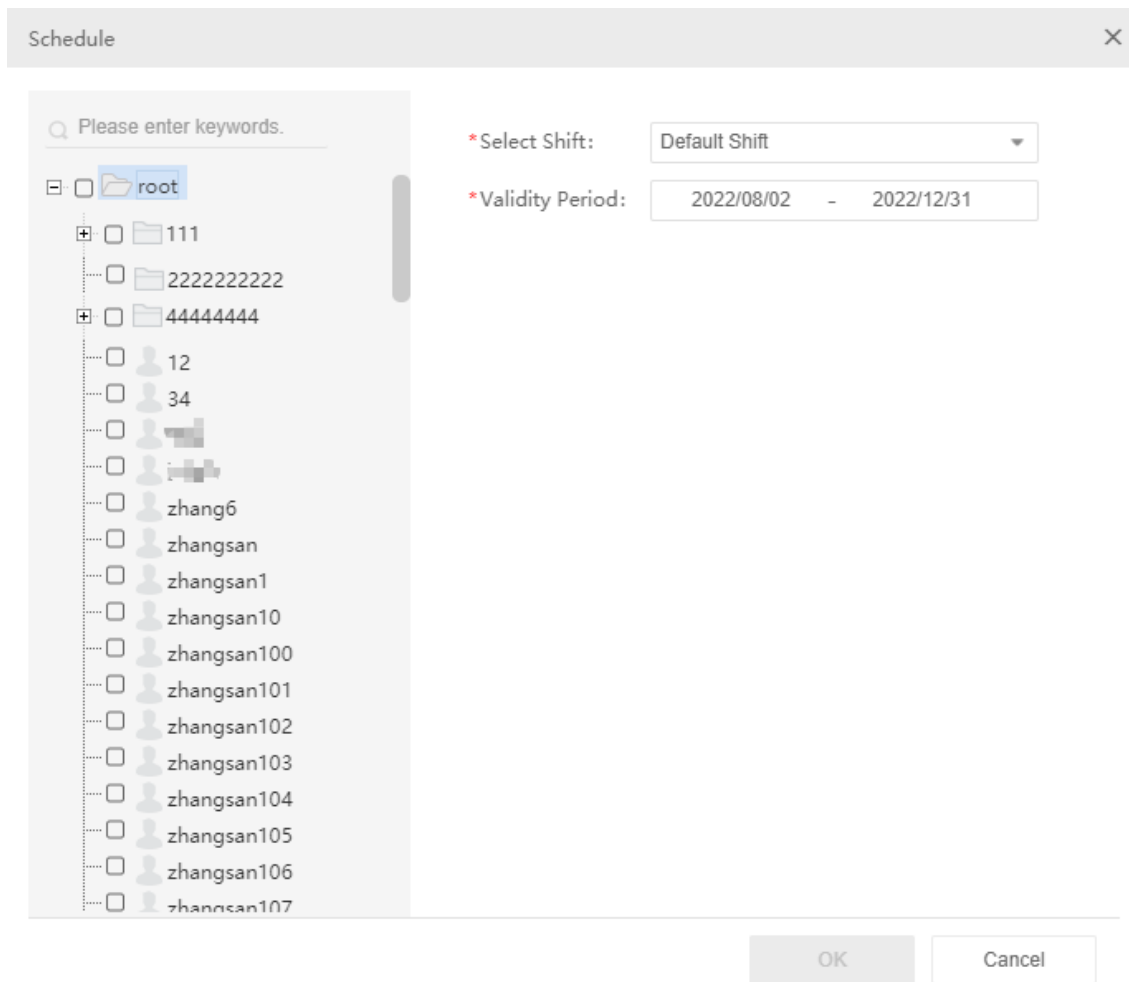 Schedule
Please enter keywords.
root
111
2222222222
44444444
12
34
zhang6
zhangsan
zhangsan1
zhangsan10
zhangsan100
zhangsan101
zhangsan102
zhangsan103
zhangsan104
zhangsan105
zhangsan106
zhangsan107
*Select Shift: Default Shift
*Validity Period: 2022/08/02 - 2022/12/31
OK Cancel